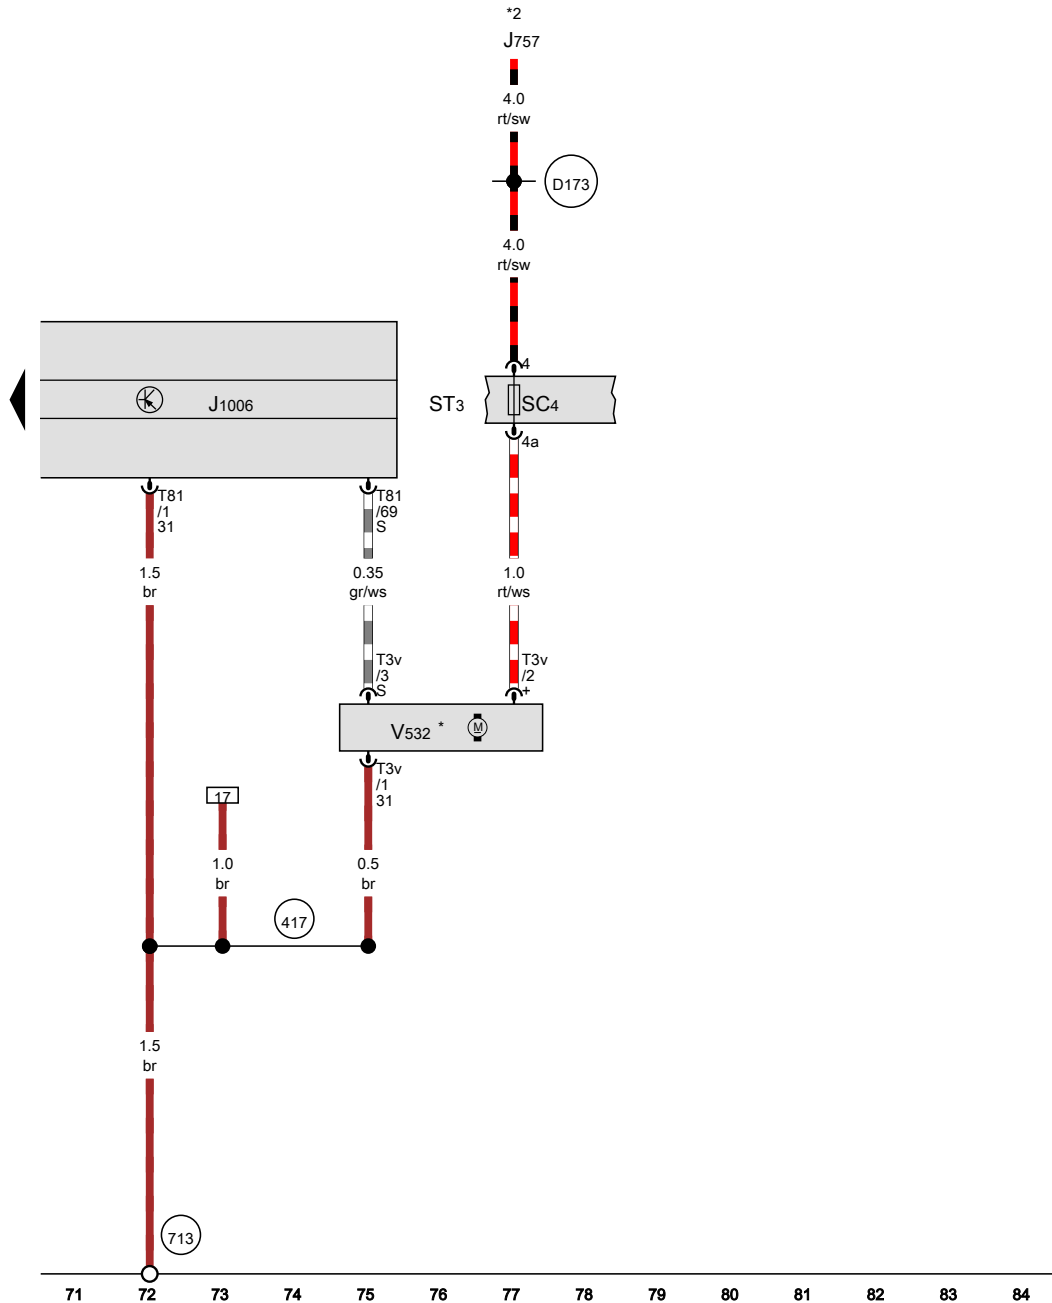 *2
J757
4.0
rt/sw
D173
4.0
rt/sw
4
J1006
ST3
SC4
4a
T81
/1
31
T81
/69
S
1.5
br
0.35
gr/ws
1.0
rt/ws
T3v
/3
S
T3v
/2
+
V532 *
M
T3v
/1
31
17
1.0
br
0.5
br
417
1.5
br
713
71 72 73 74 75 76 77 78 79 80 81 82 83 84